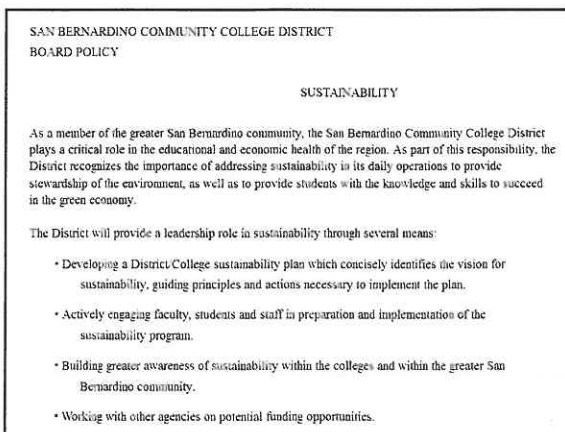 SAN BERNARDINO COMMUNITY COLLEGE DISTRICT
BOARD POLICY
SUSTAINABILITY
As a member of the greater San Bernardino community, the San Bernardino Community College District
plays a critical role in the educational and economic health of the region. As part of this responsibility, the
District recognizes the importance of addressing sustainability in its daily operations to provide
stewardship of the environment, as well as to provide students with the knowledge and skills to succeed
in the green economy.
The District will provide a leadership role in sustainability through several means:
• Developing a District/College sustainability plan which concisely identifies the vision for
sustainability, guiding principles and actions necessary to implement the plan.
• Actively engaging faculty, students and staff in preparation and implementation of the
sustainability program.
• Building greater awareness of sustainability within the colleges and within the greater San
Bernardino community.
• Working with other agencies on potential funding opportunities.